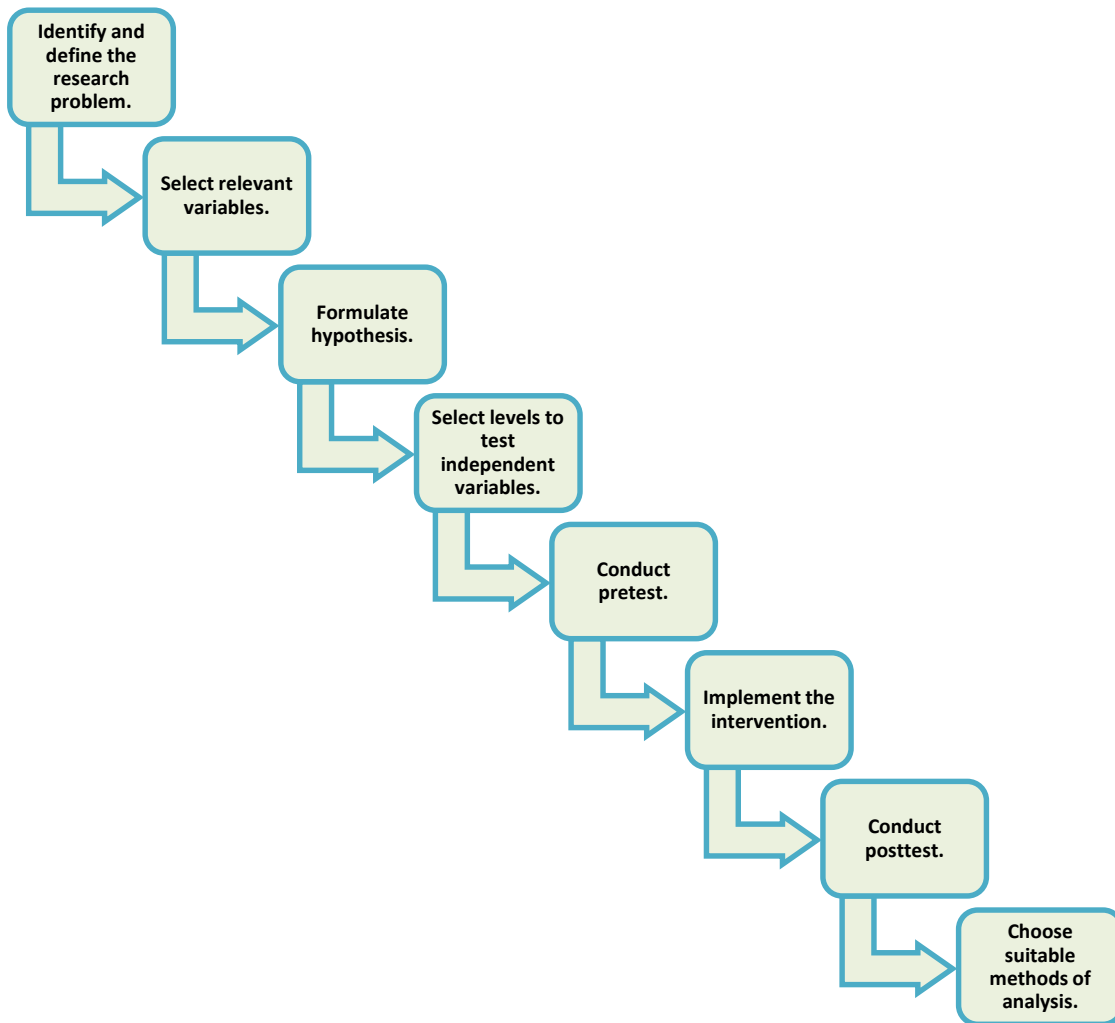 Identify and
define the
research
problem.
Select relevant
variables.
Formulate
hypothesis.
Select levels to
test
independent
variables.
Conduct
pretest.
Implement the
intervention.
Conduct
posttest.
Choose
suitable
methods of
analysis.